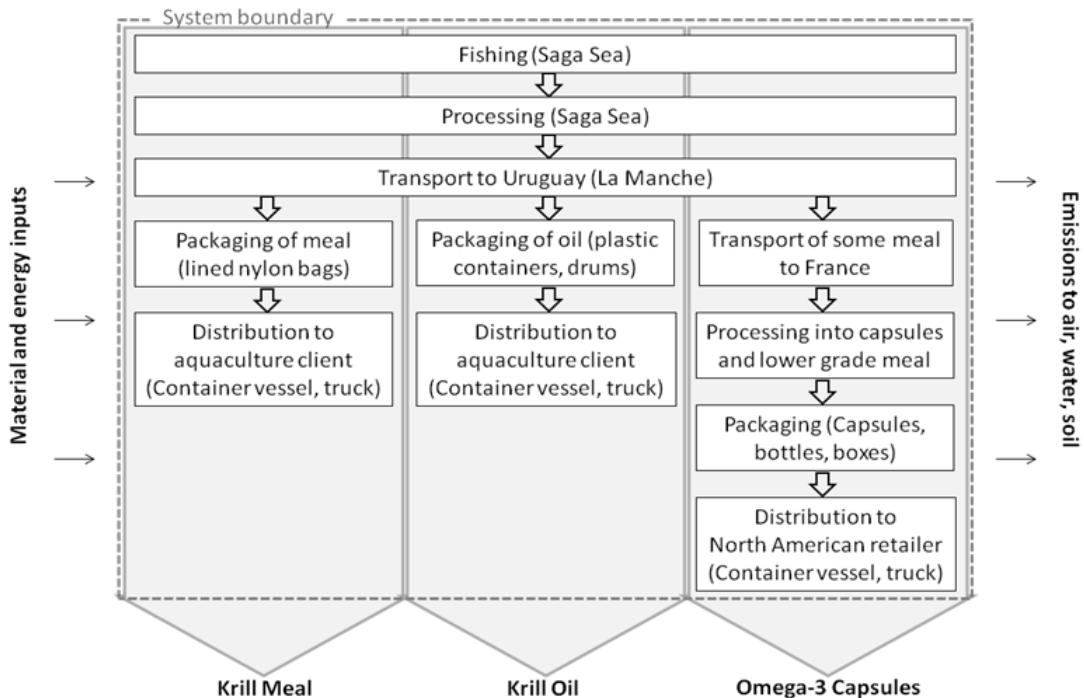 System boundary
Fishing (Saga Sea)
Processing (Saga Sea)
Transport to Uruguay (La Manche)
Packaging of meal
(lined nylon bags)
Packaging of oil (plastic
containers, drums)
Transport of some meal
to France
Distribution to
aquaculture client
(Container vessel, truck)
Distribution to
aquaculture client
(Container vessel, truck)
Processing into capsules
and lower grade meal
Packaging (Capsules,
bottles, boxes)
Distribution to
North American retailer
(Container vessel, truck)
Material and energy inputs
Emissions to air, water, soil
Krill Meal
Krill Oil
Omega-3 Capsules